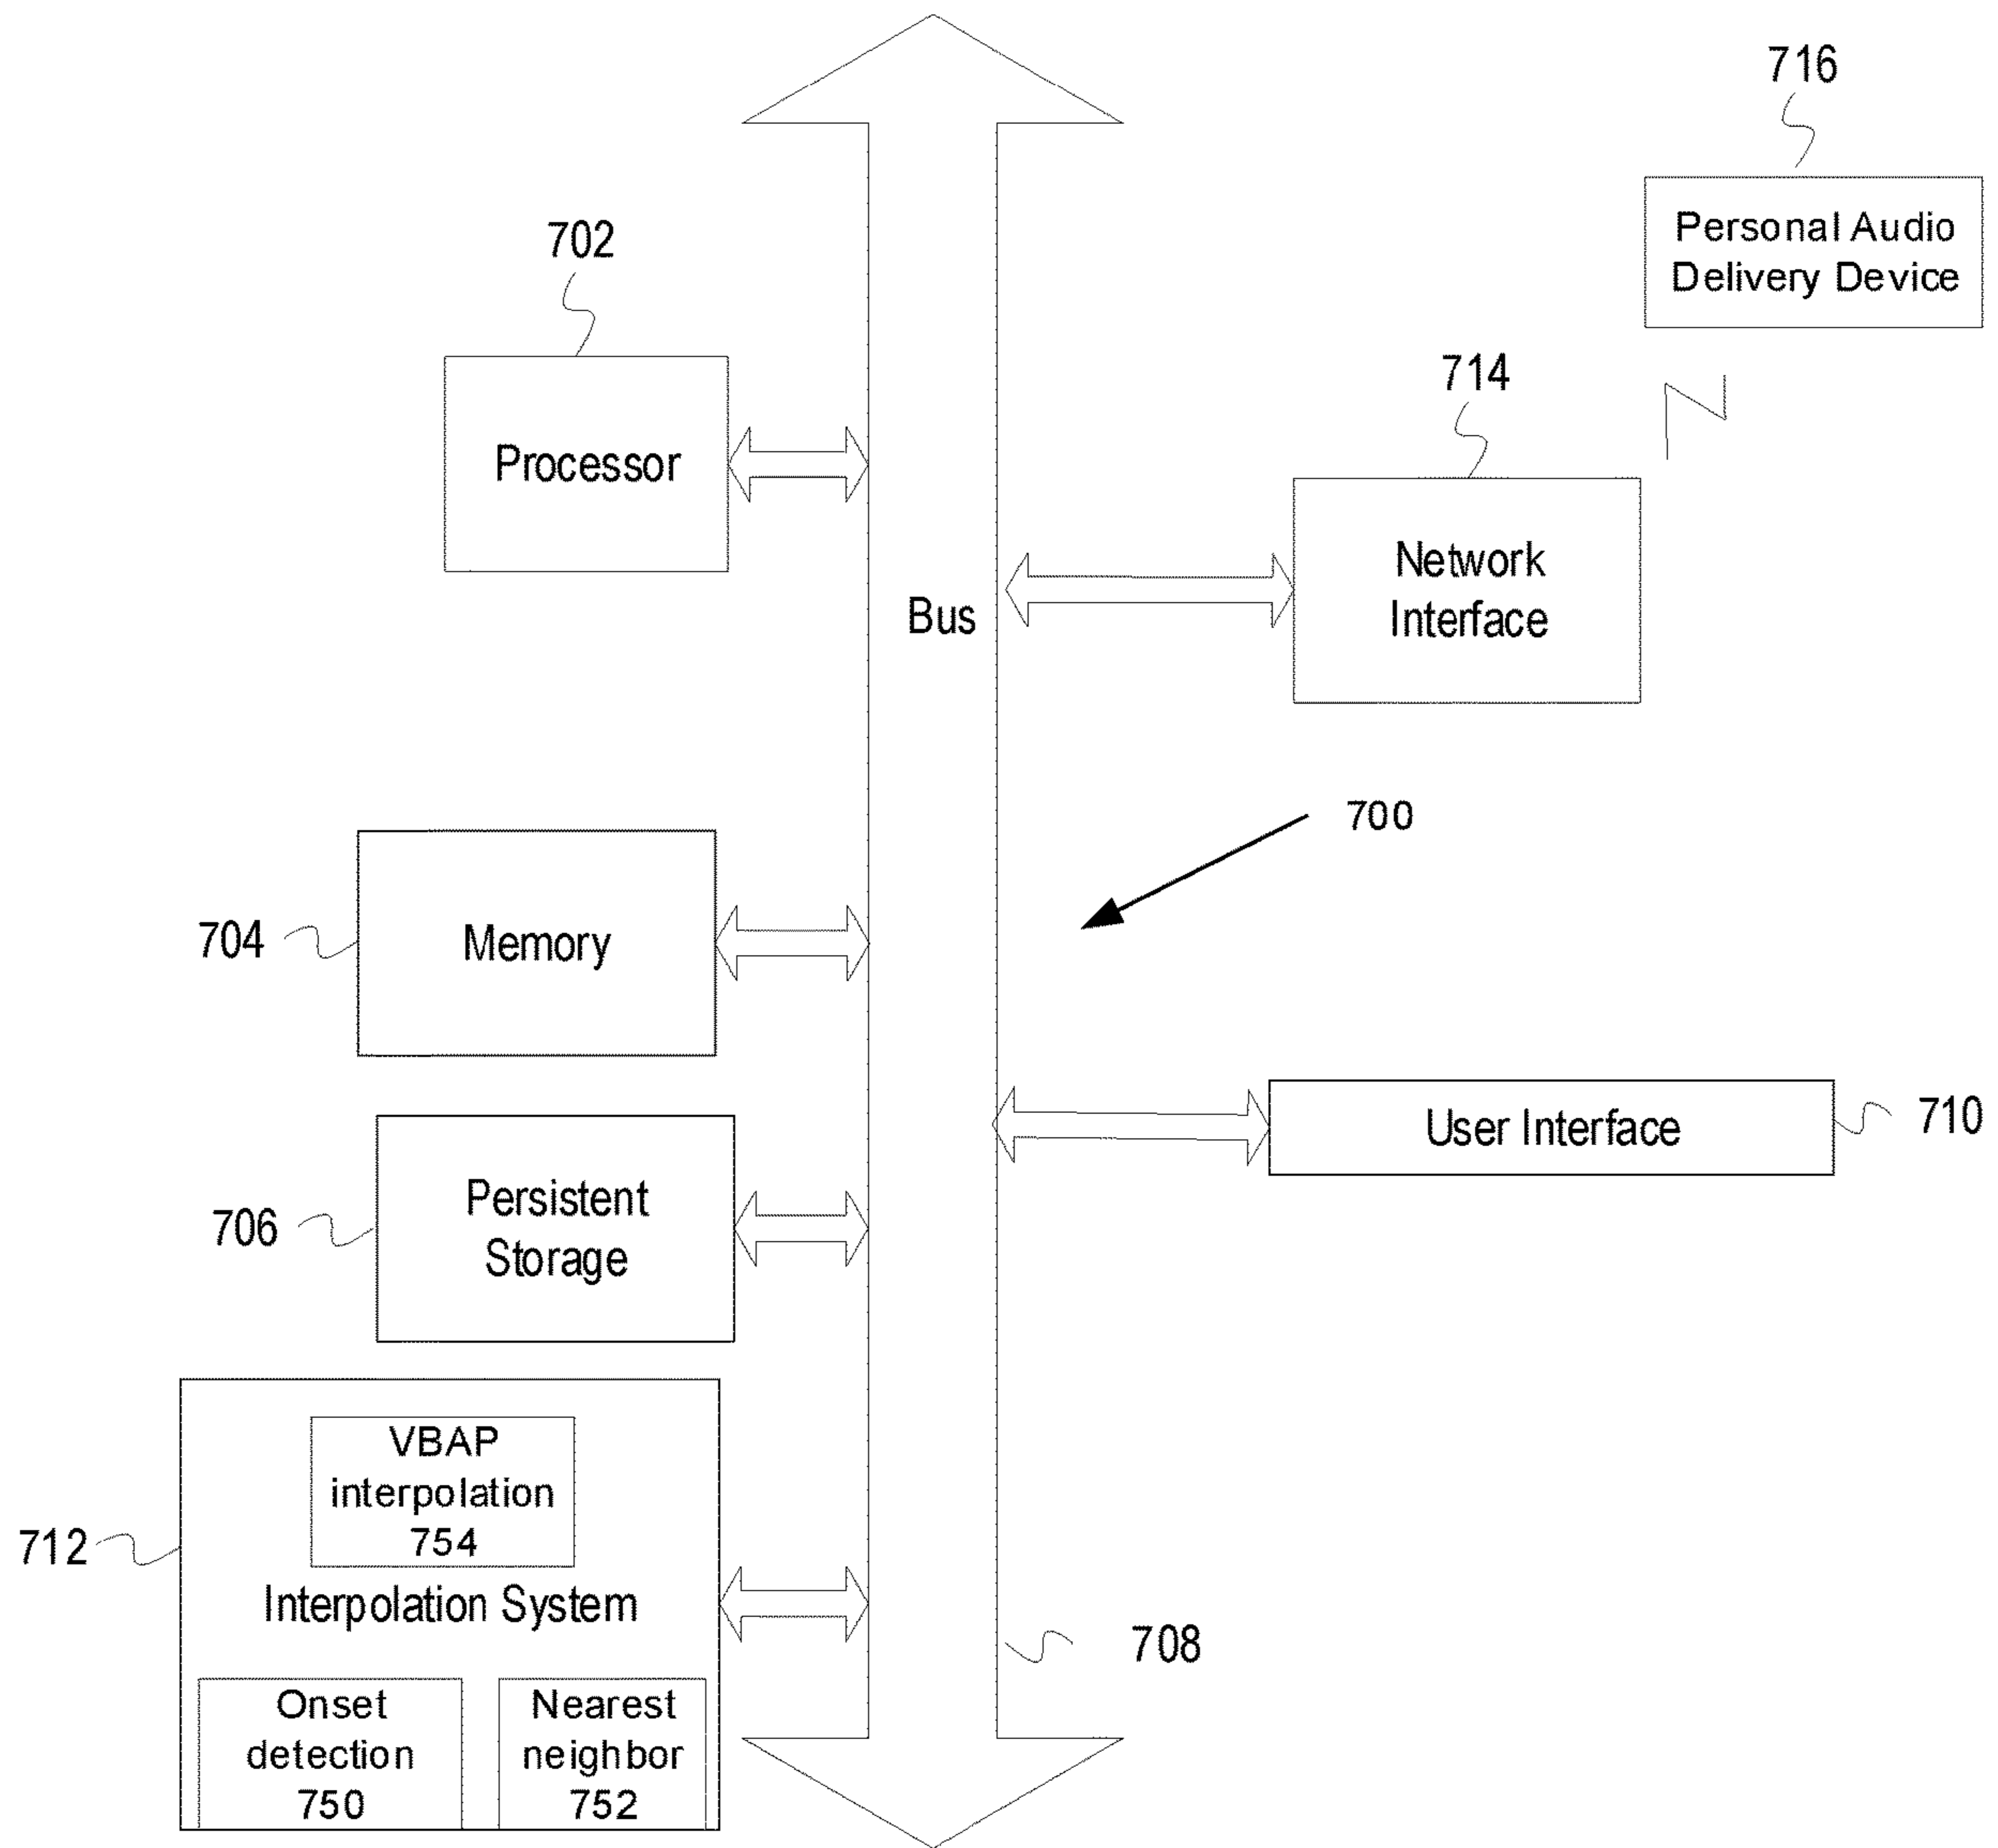 716
Personal Audio
Delivery Device
702
Processor
714
Network
Interface
Bus
700
704
Memory
User Interface
710
706
Persistent
Storage
712
VBAP
interpolation
754
Interpolation System
Onset
detection
750
Nearest
neighbor
752
708